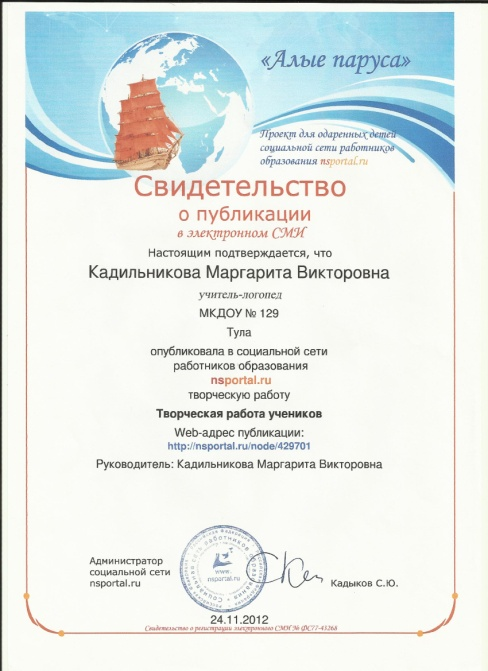 «Алые паруса»
Проект для одаренных детей
социальной сети работников
образования nsportal.ru
Свидетельство
о публикации
в электронном СМИ
Настоящим подтверждается, что
Кадильникова Маргарита Викторовна
учитель-логопед
МКДОУ № 129
Тула
опубликовала в социальной сети
работников образования
nsportal.ru
творческую работу
Творческая работа учеников
Web-адрес публикации:
http://nsportal.ru/node/429701
Руководитель: Кадильникова Маргарита Викторовна
Администратор
социальной сети
nsportal.ru
www.
nsportal.ru
Кадыков С.Ю.
24.11.2012
Свидетельство о регистрации электронного СМИ № ФС77-43268